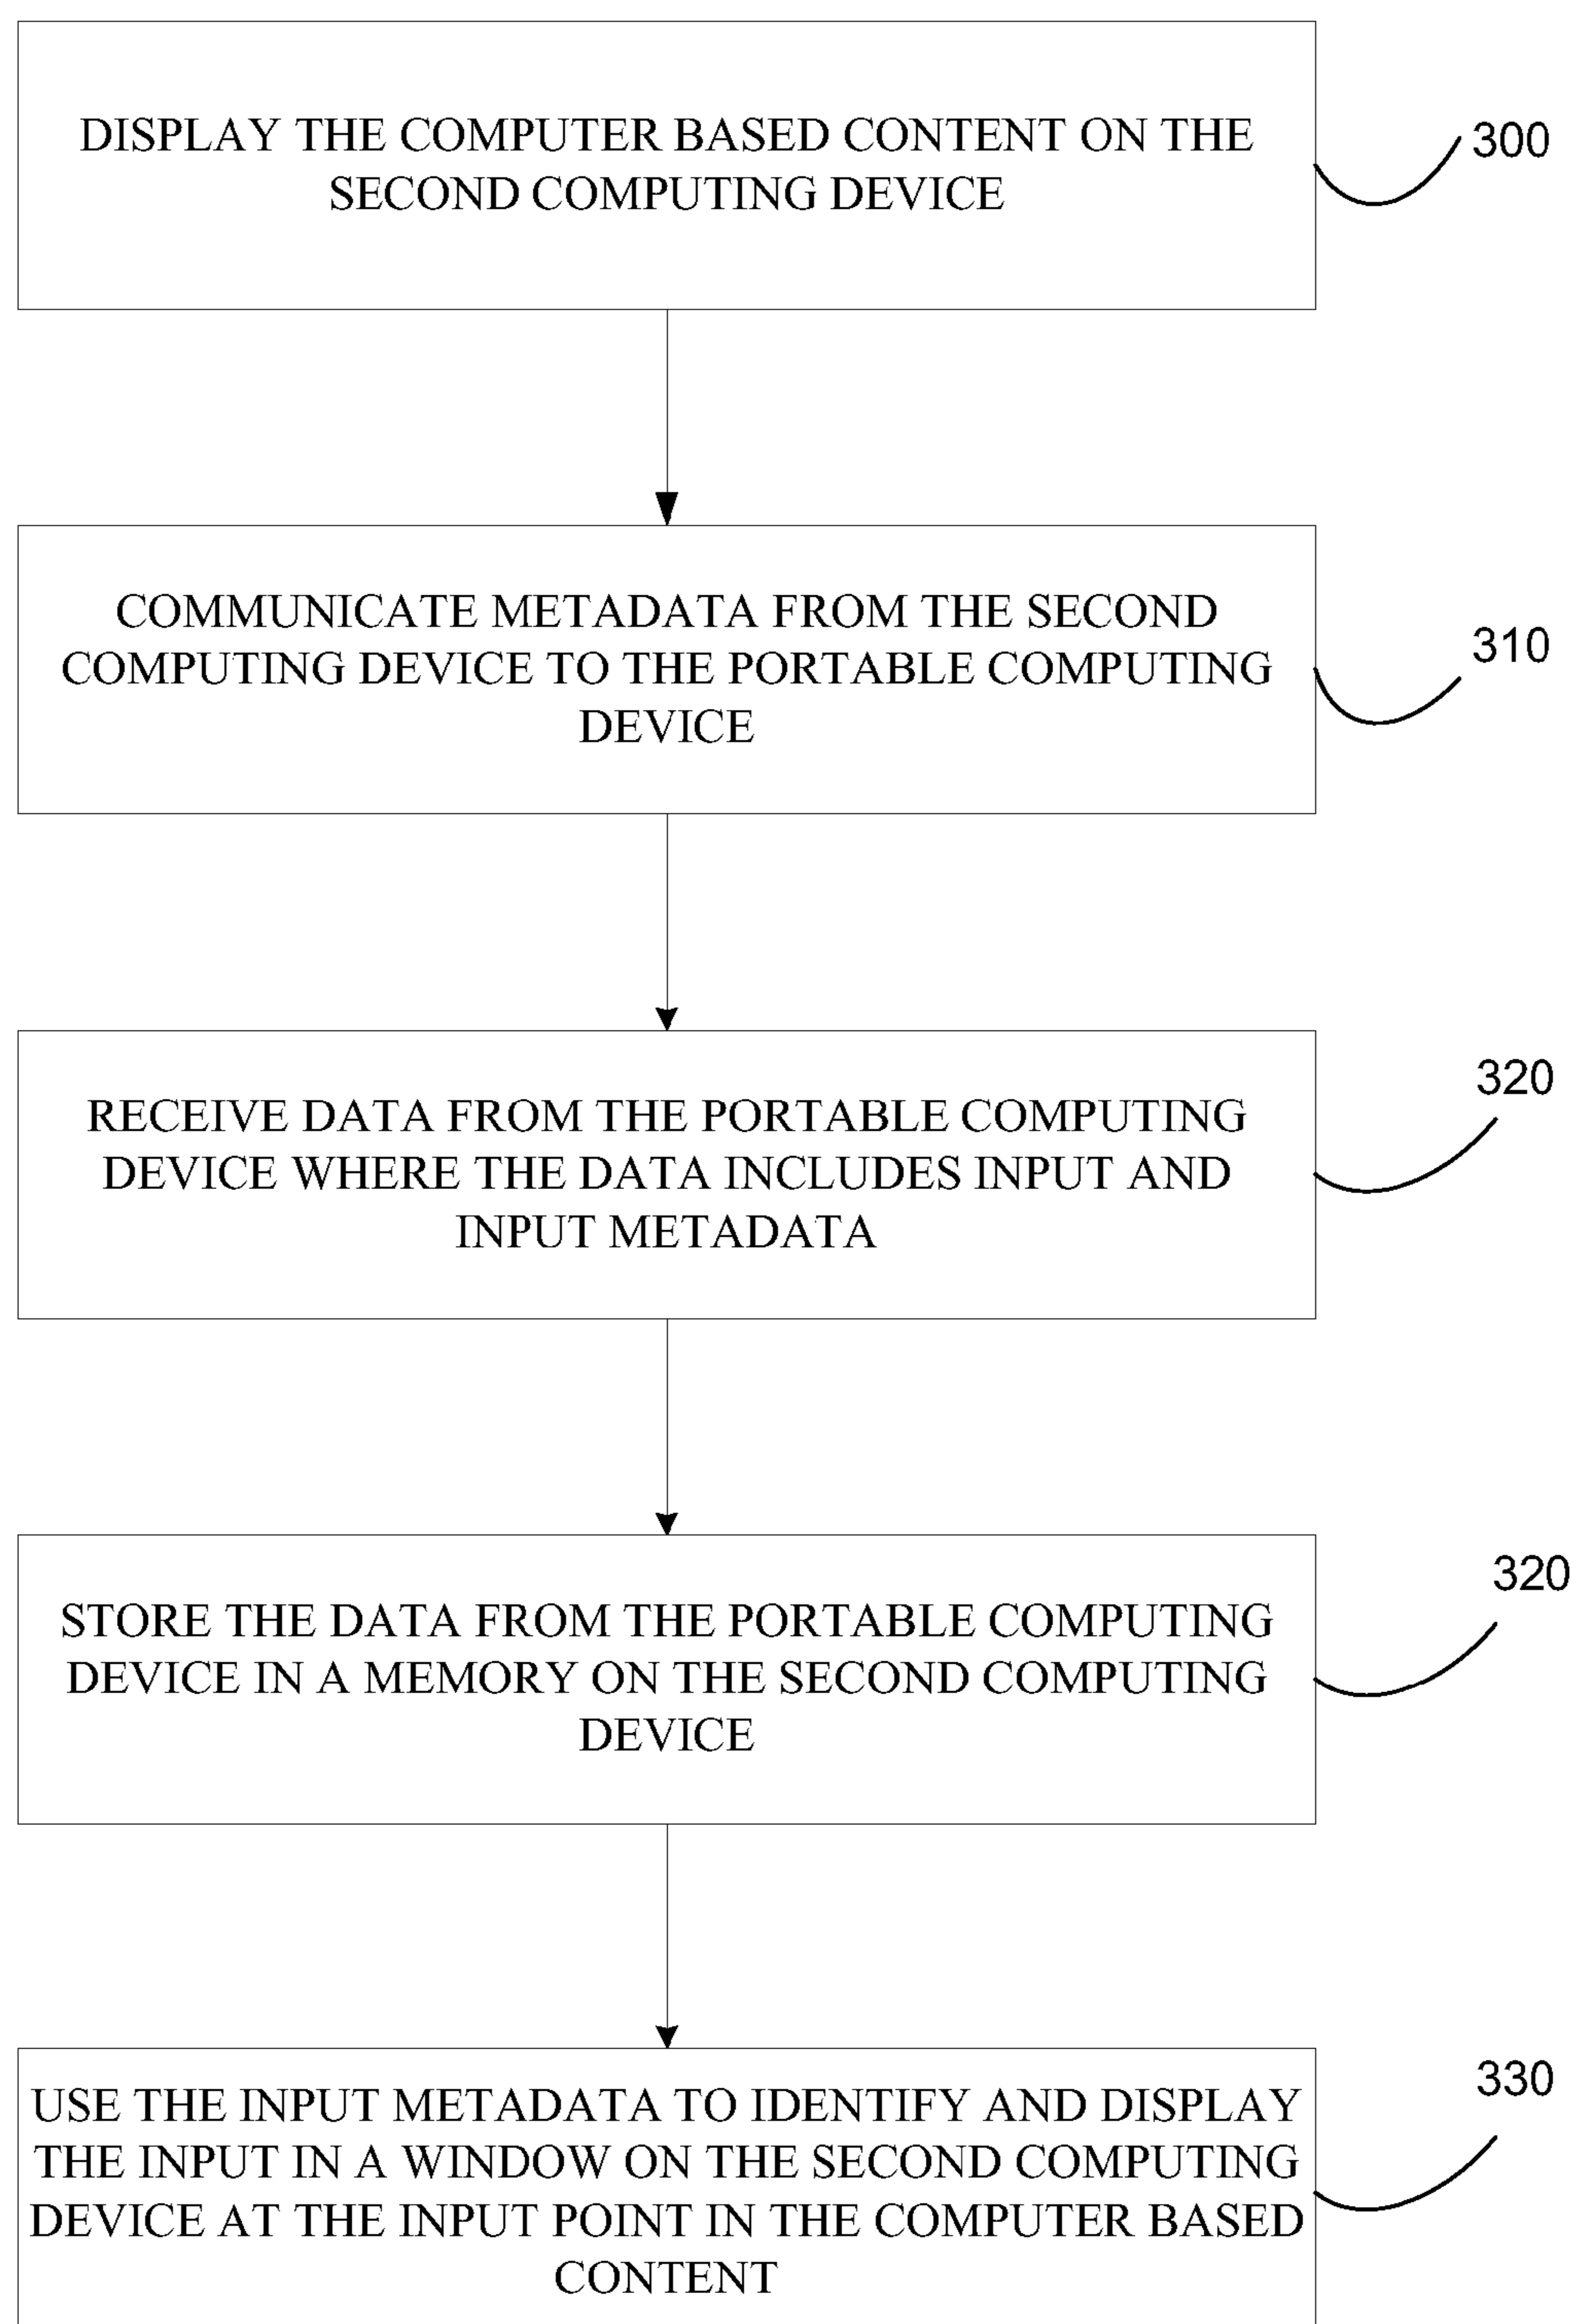 DISPLAY THE COMPUTER BASED CONTENT ON THE
SECOND COMPUTING DEVICE
300
COMMUNICATE METADATA FROM THE SECOND
COMPUTING DEVICE TO THE PORTABLE COMPUTING
DEVICE
310
RECEIVE DATA FROM THE PORTABLE COMPUTING
DEVICE WHERE THE DATA INCLUDES INPUT AND
INPUT METADATA
320
STORE THE DATA FROM THE PORTABLE COMPUTING
DEVICE IN A MEMORY ON THE SECOND COMPUTING
DEVICE
320
USE THE INPUT METADATA TO IDENTIFY AND DISPLAY
THE INPUT IN A WINDOW ON THE SECOND COMPUTING
DEVICE AT THE INPUT POINT IN THE COMPUTER BASED
CONTENT
330